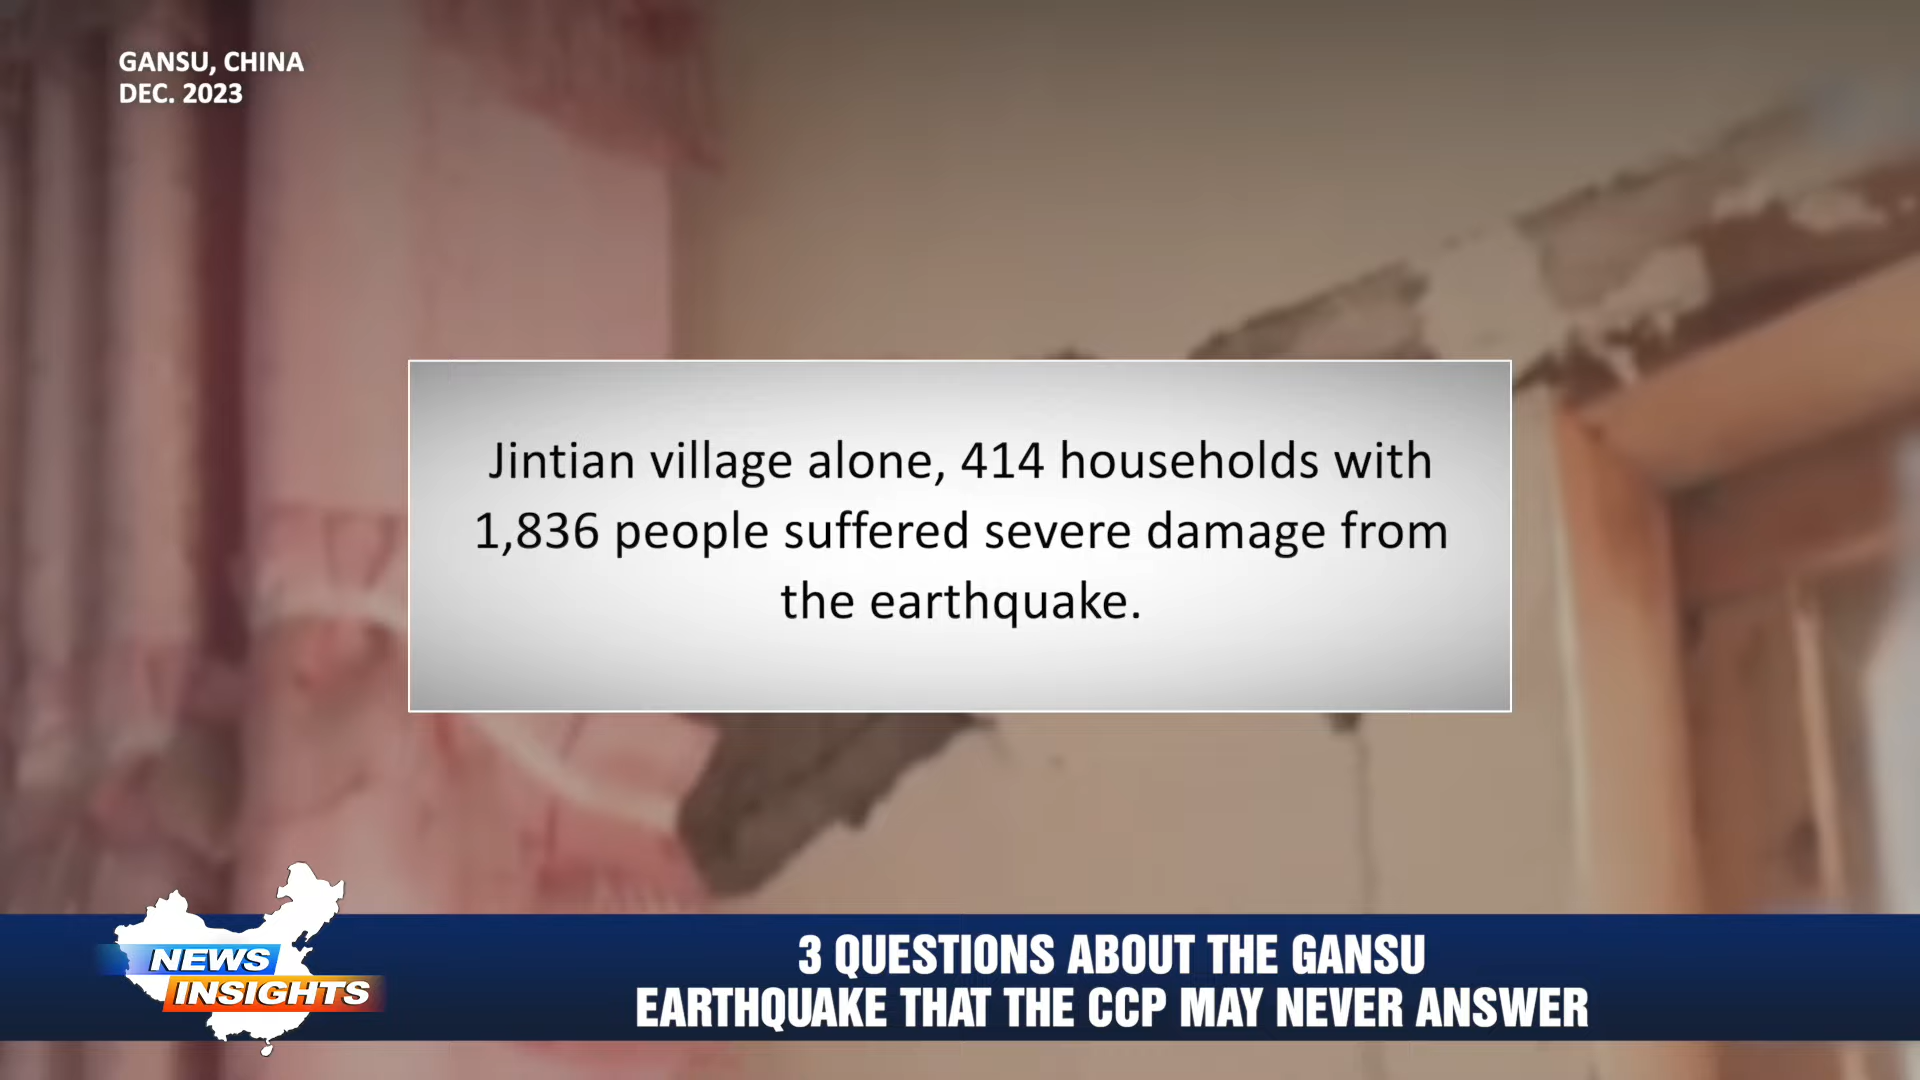 GANSU, CHINA
DEC. 2023
Jintian village alone, 414 households with
1,836 people suffered severe damage from
the earthquake.
NEWS
INSIGHTS
3 QUESTIONS ABOUT THE GANSU
EARTHQUAKE THAT THE CCP MAY NEVER ANSWER